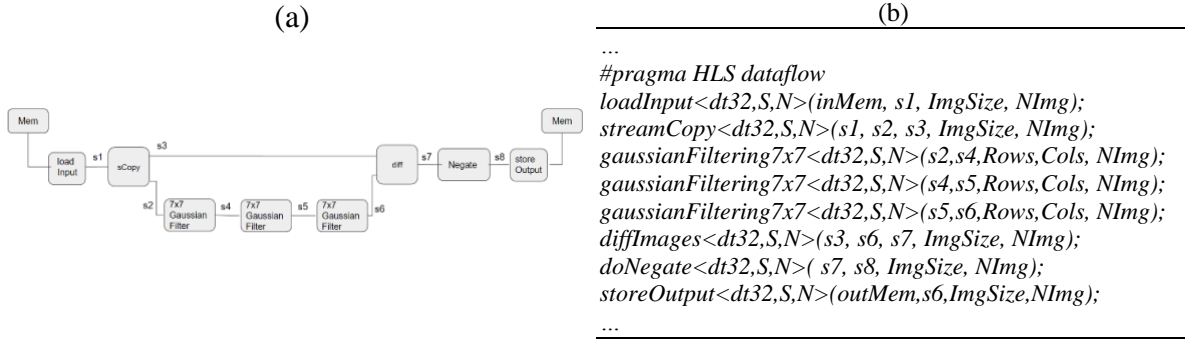 (a)
Mem
Mem
load
Input
s1
sCopy
s3
s2
7x7
Gaussian
Filter
s4
7x7
Gaussian
Filter
s5
7x7
Gaussian
Filter
s6
diff
s7
Negate
s8
store
Output
(b)
...
#pragma HLS dataflow
loadInput<dt32,S,N>(inMem, s1, ImgSize, NImg);
streamCopy<dt32,S,N>(s1, s2, s3, ImgSize, NImg);
gaussianFiltering7x7<dt32,S,N>(s2,s4,Rows,Cols, NImg);
gaussianFiltering7x7<dt32,S,N>(s4,s5,Rows,Cols, NImg);
gaussianFiltering7x7<dt32,S,N>(s5,s6,Rows,Cols, NImg);
diffImages<dt32,S,N>(s3, s6, s7, ImgSize, NImg);
doNegate<dt32,S,N>( s7, s8, ImgSize, NImg);
storeOutput<dt32,S,N>(outMem,s6,ImgSize,NImg);
...